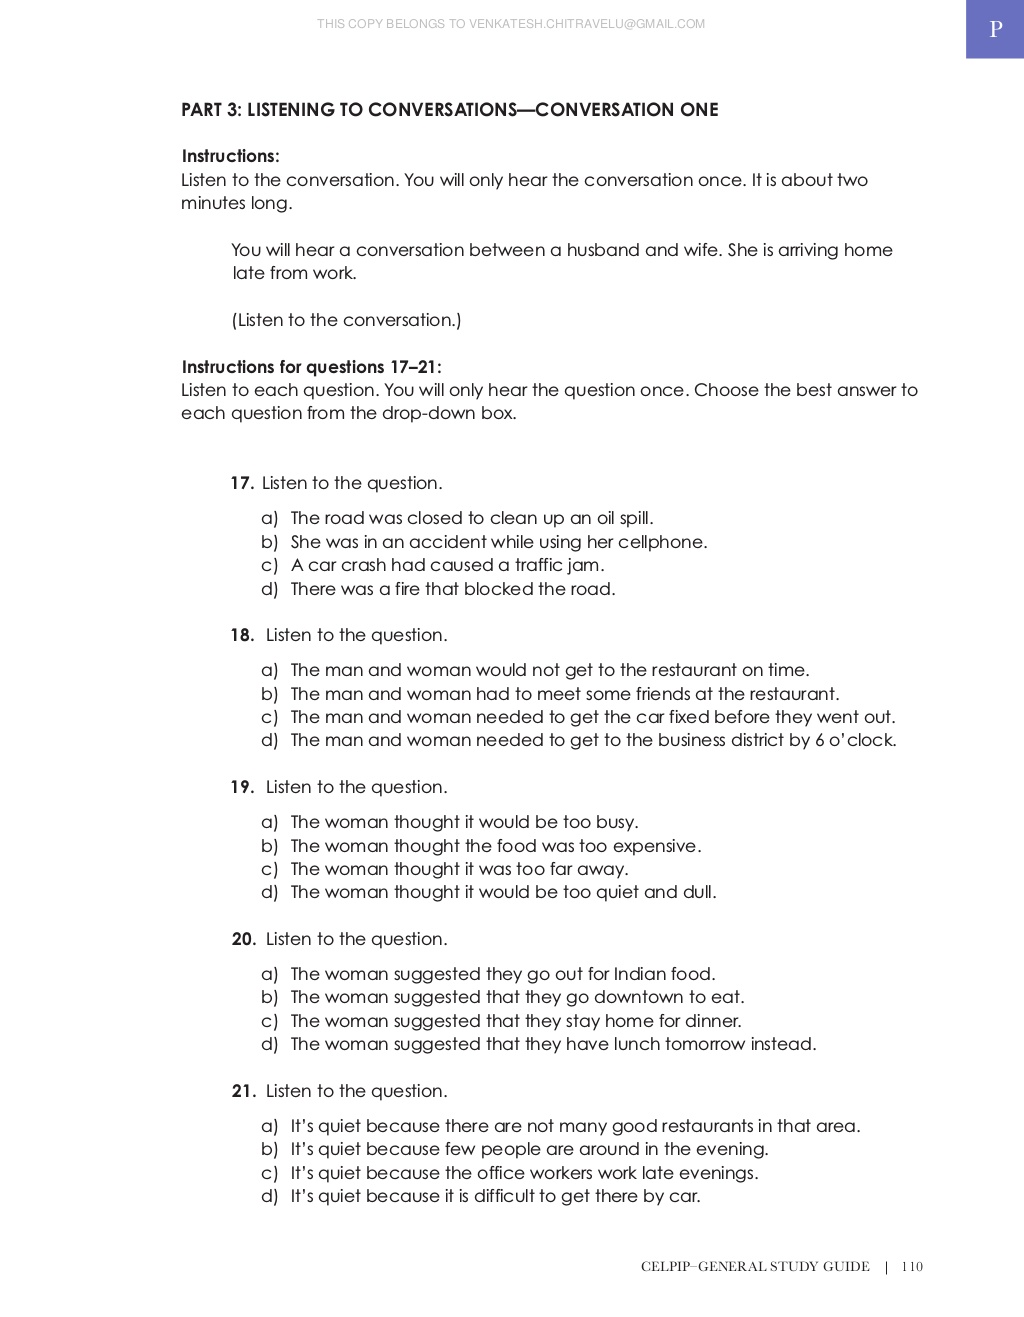 THIS COPY BELONGS TO VENKATESH.CHITRAVELU@GMAIL.COM
P
PART 3: LISTENING TO CONVERSATIONS—CONVERSATION ONE
Instructions:
Listen to the conversation. You will only hear the conversation once. It is about two
minutes long.
You will hear a conversation between a husband and wife. She is arriving home
late from work.
(Listen to the conversation.)
Instructions for questions 17–21:
Listen to each question. You will only hear the question once. Choose the best answer to
each question from the drop-down box.
17. Listen to the question.
a) The road was closed to clean up an oil spill.
b) She was in an accident while using her cellphone.
c) A car crash had caused a traffic jam.
d) There was a fire that blocked the road.
18. Listen to the question.
a) The man and woman would not get to the restaurant on time.
b) The man and woman had to meet some friends at the restaurant.
c) The man and woman needed to get the car fixed before they went out.
d) The man and woman needed to get to the business district by 6 o'clock.
19. Listen to the question.
a) The woman thought it would be too busy.
b) The woman thought the food was too expensive.
c) The woman thought it was too far away.
d) The woman thought it would be too quiet and dull.
20. Listen to the question.
a) The woman suggested they go out for Indian food.
b) The woman suggested that they go downtown to eat.
c) The woman suggested that they stay home for dinner.
d) The woman suggested that they have lunch tomorrow instead.
21. Listen to the question.
a) It's quiet because there are not many good restaurants in that area.
b) It's quiet because few people are around in the evening.
c) It's quiet because the office workers work late evenings.
d) It's quiet because it is difficult to get there by car.
CELPIP–GENERAL STUDY GUIDE | 110